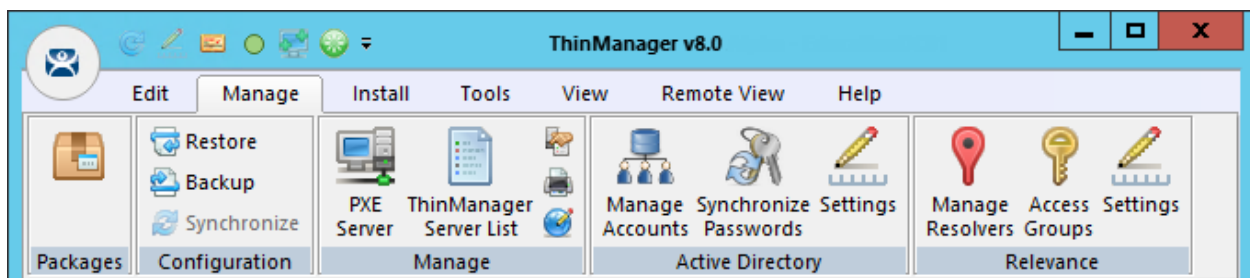 ThinManager v8.0
Edit Manage Install Tools View Remote View Help
Restore
Backup
Synchronize
PXE Server
ThinManager Server List
Manage Accounts
Synchronize Passwords
Settings
Manage Resolvers
Access Groups
Settings
Packages Configuration Manage Active Directory Relevance